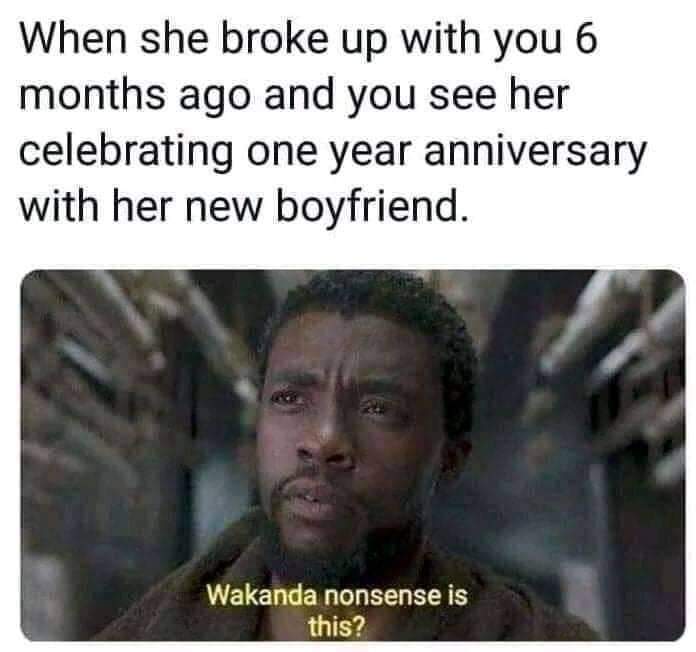 When she broke up with you 6
months ago and you see her
celebrating one year anniversary
with her new boyfriend.
Wakanda nonsense is
this?